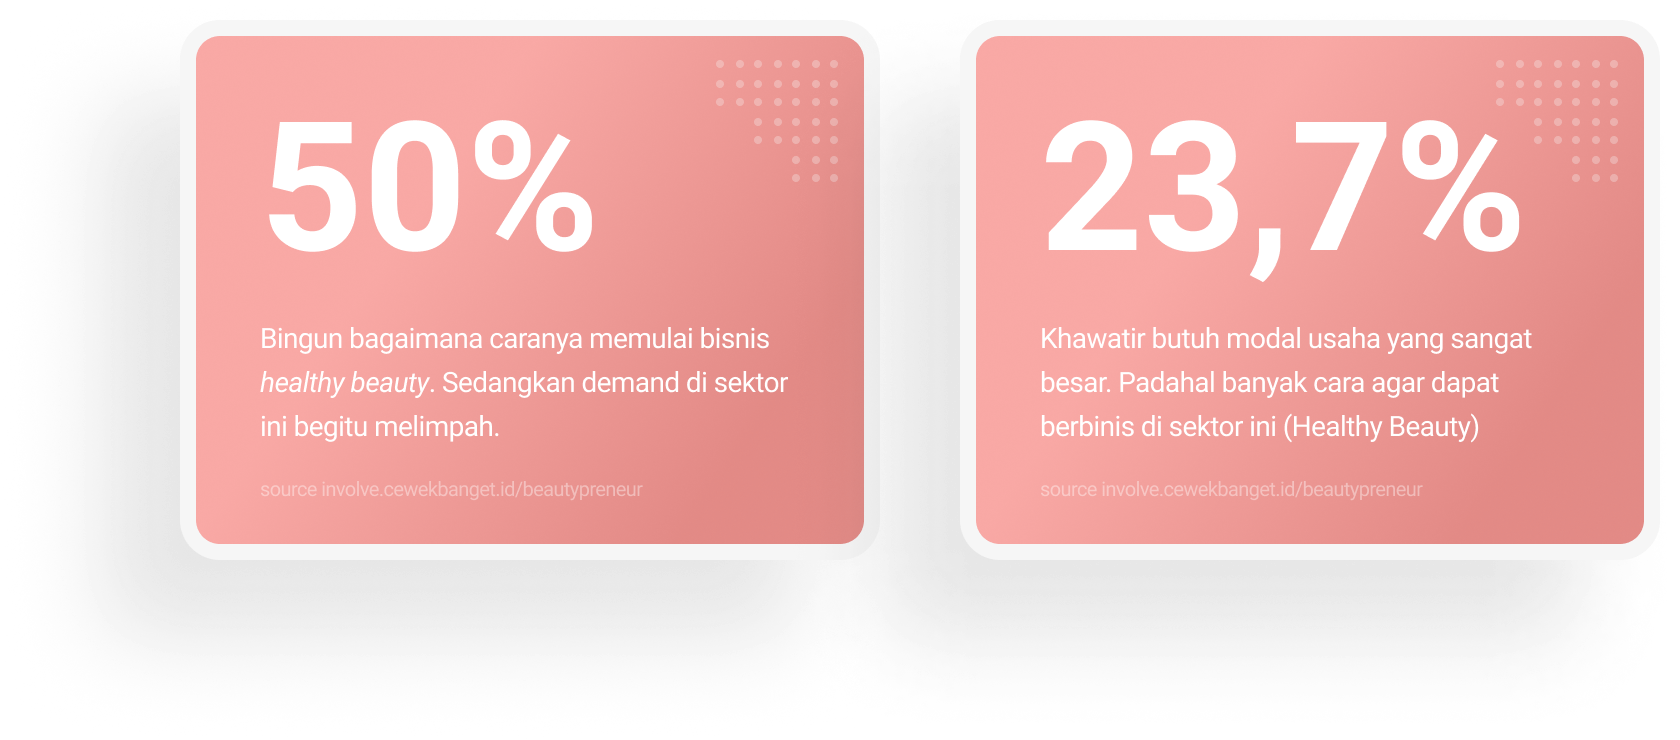 50%
Bingun bagaimana caranya memulai bisnis
healthy beauty. Sedangkan demand di sektor
ini begitu melimpah.
source involve.cewekbanget.id/beautypreneur
23,7%
Khawatir butuh modal usaha yang sangat
besar. Padahal banyak cara agar dapat
berbinis di sektor ini (Healthy Beauty)
source involve.cewekbanget.id/beautypreneur